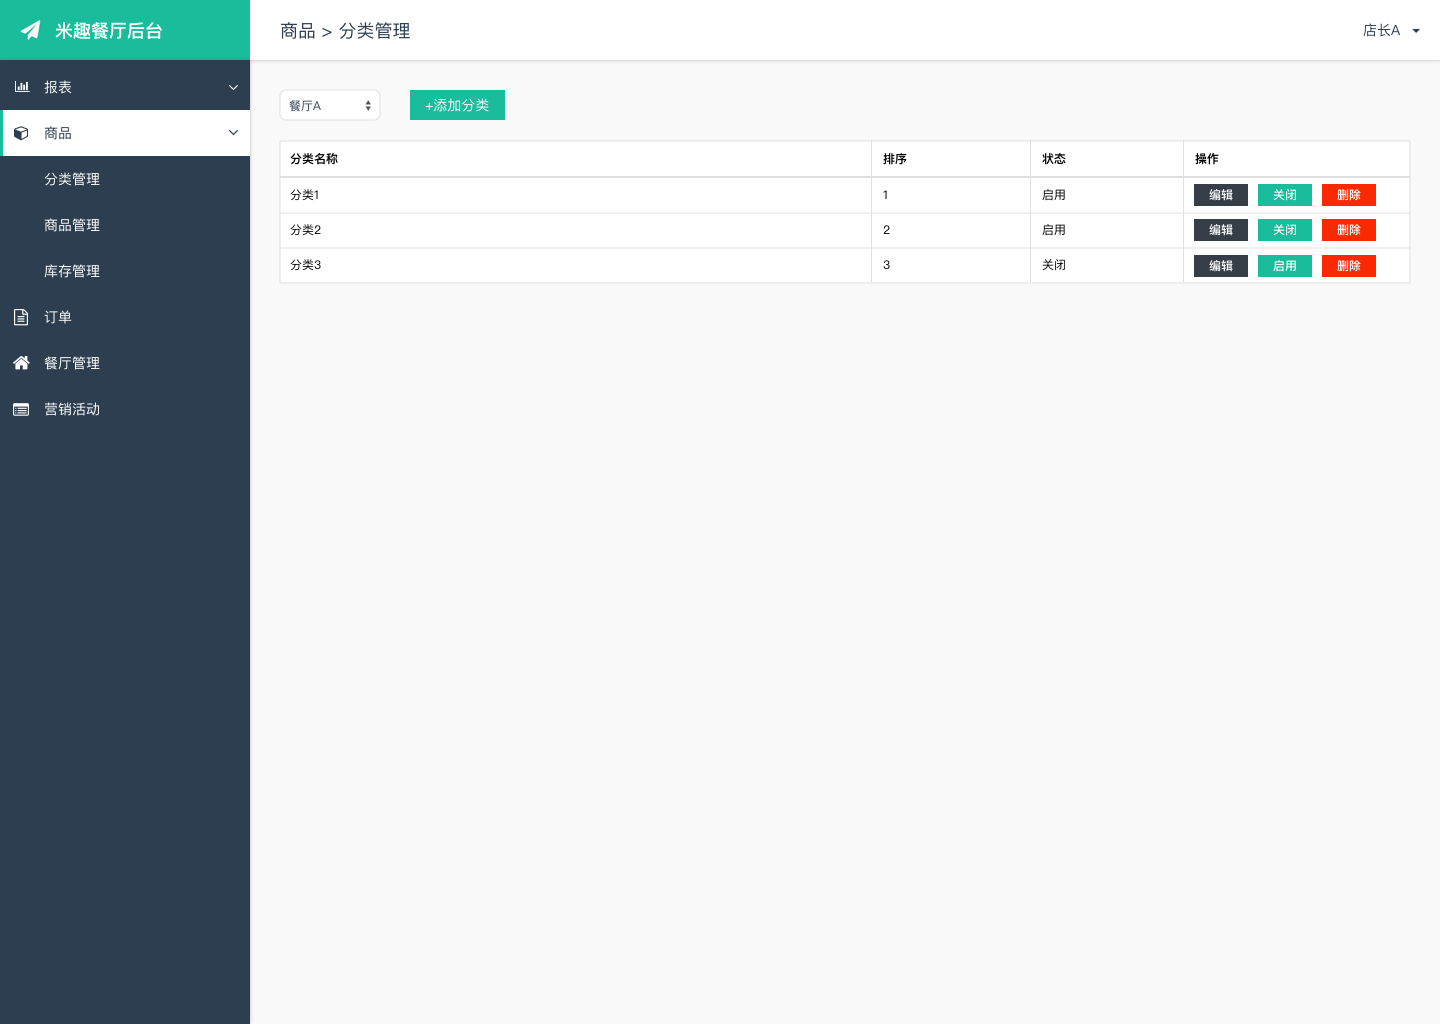 米趣餐厅后台
商品 > 分类管理
店长A
报表
商品
分类管理
商品管理
库存管理
订单
餐厅管理
营销活动
餐厅A
+添加分类
分类名称 排序 状态 操作
分类1 1 启用 编辑 关闭 删除
分类2 2 启用 编辑 关闭 删除
分类3 3 关闭 编辑 启用 删除